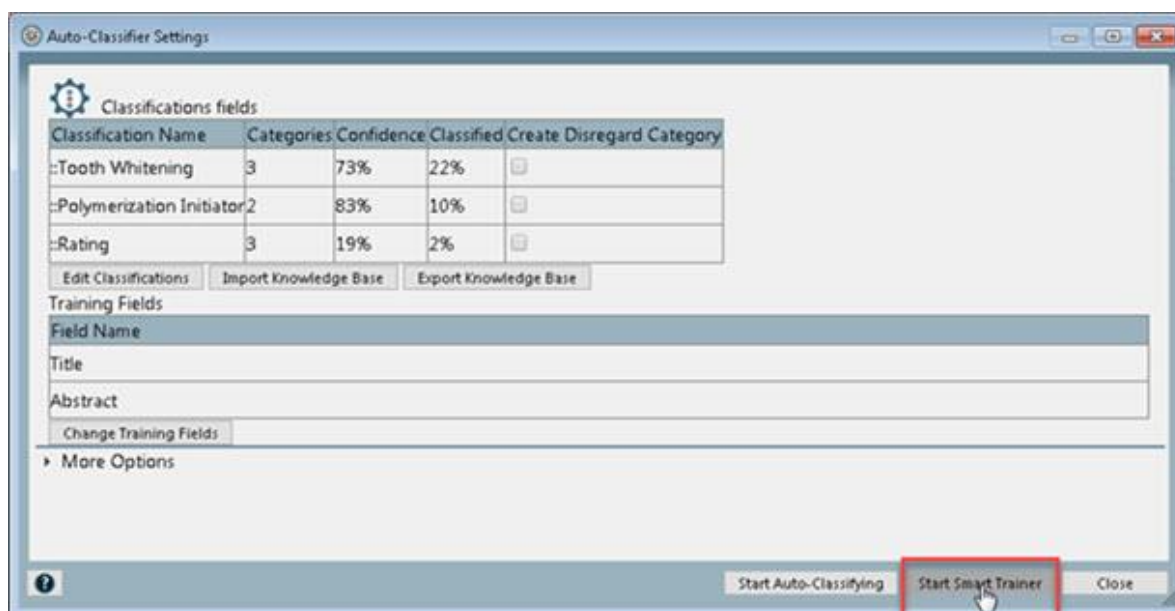 Auto-Classifier Settings
Classifications fields
Classification Name Categories Confidence Classified Create Disregard Category
::Tooth Whitening 3 73% 22%
::Polymerization Initiator 2 83% 10%
::Rating 3 19% 2%
Edit Classifications Import Knowledge Base Export Knowledge Base
Training Fields
Field Name
Title
Abstract
Change Training Fields
More Options
? Start Auto-Classifying Start Smart Trainer Close